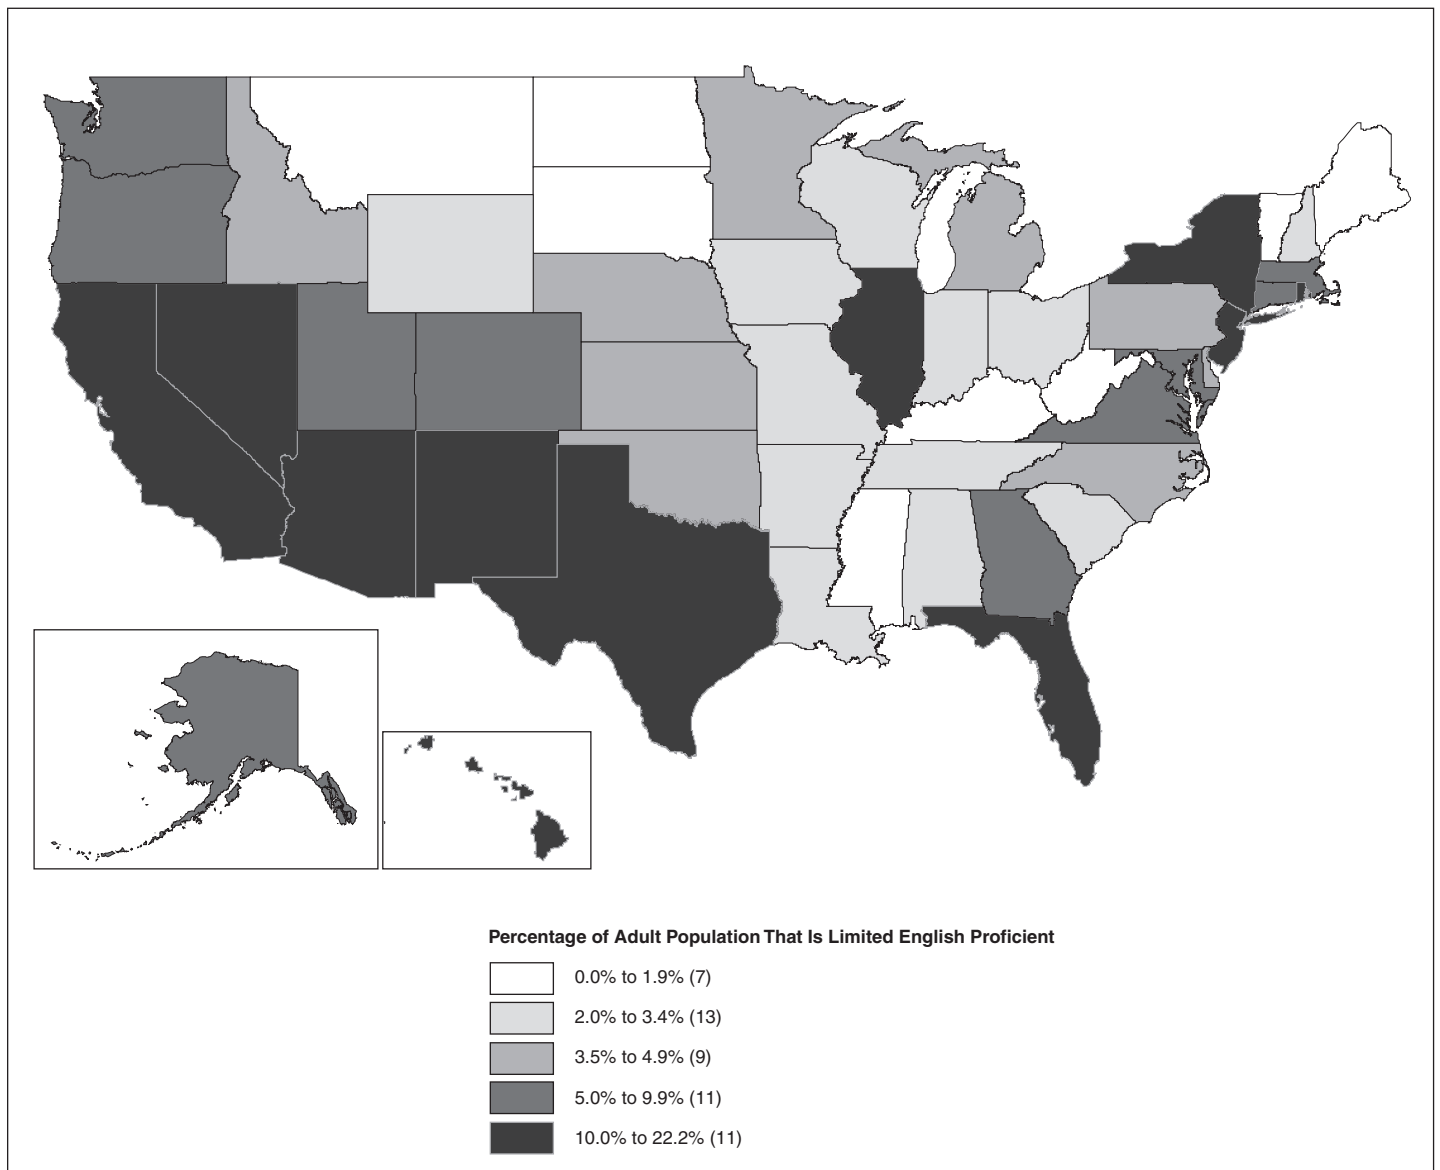 Percentage of Adult Population That Is Limited English Proficient
0.0% to 1.9% (7)
2.0% to 3.4% (13)
3.5% to 4.9% (9)
5.0% to 9.9% (11)
10.0% to 22.2% (11)